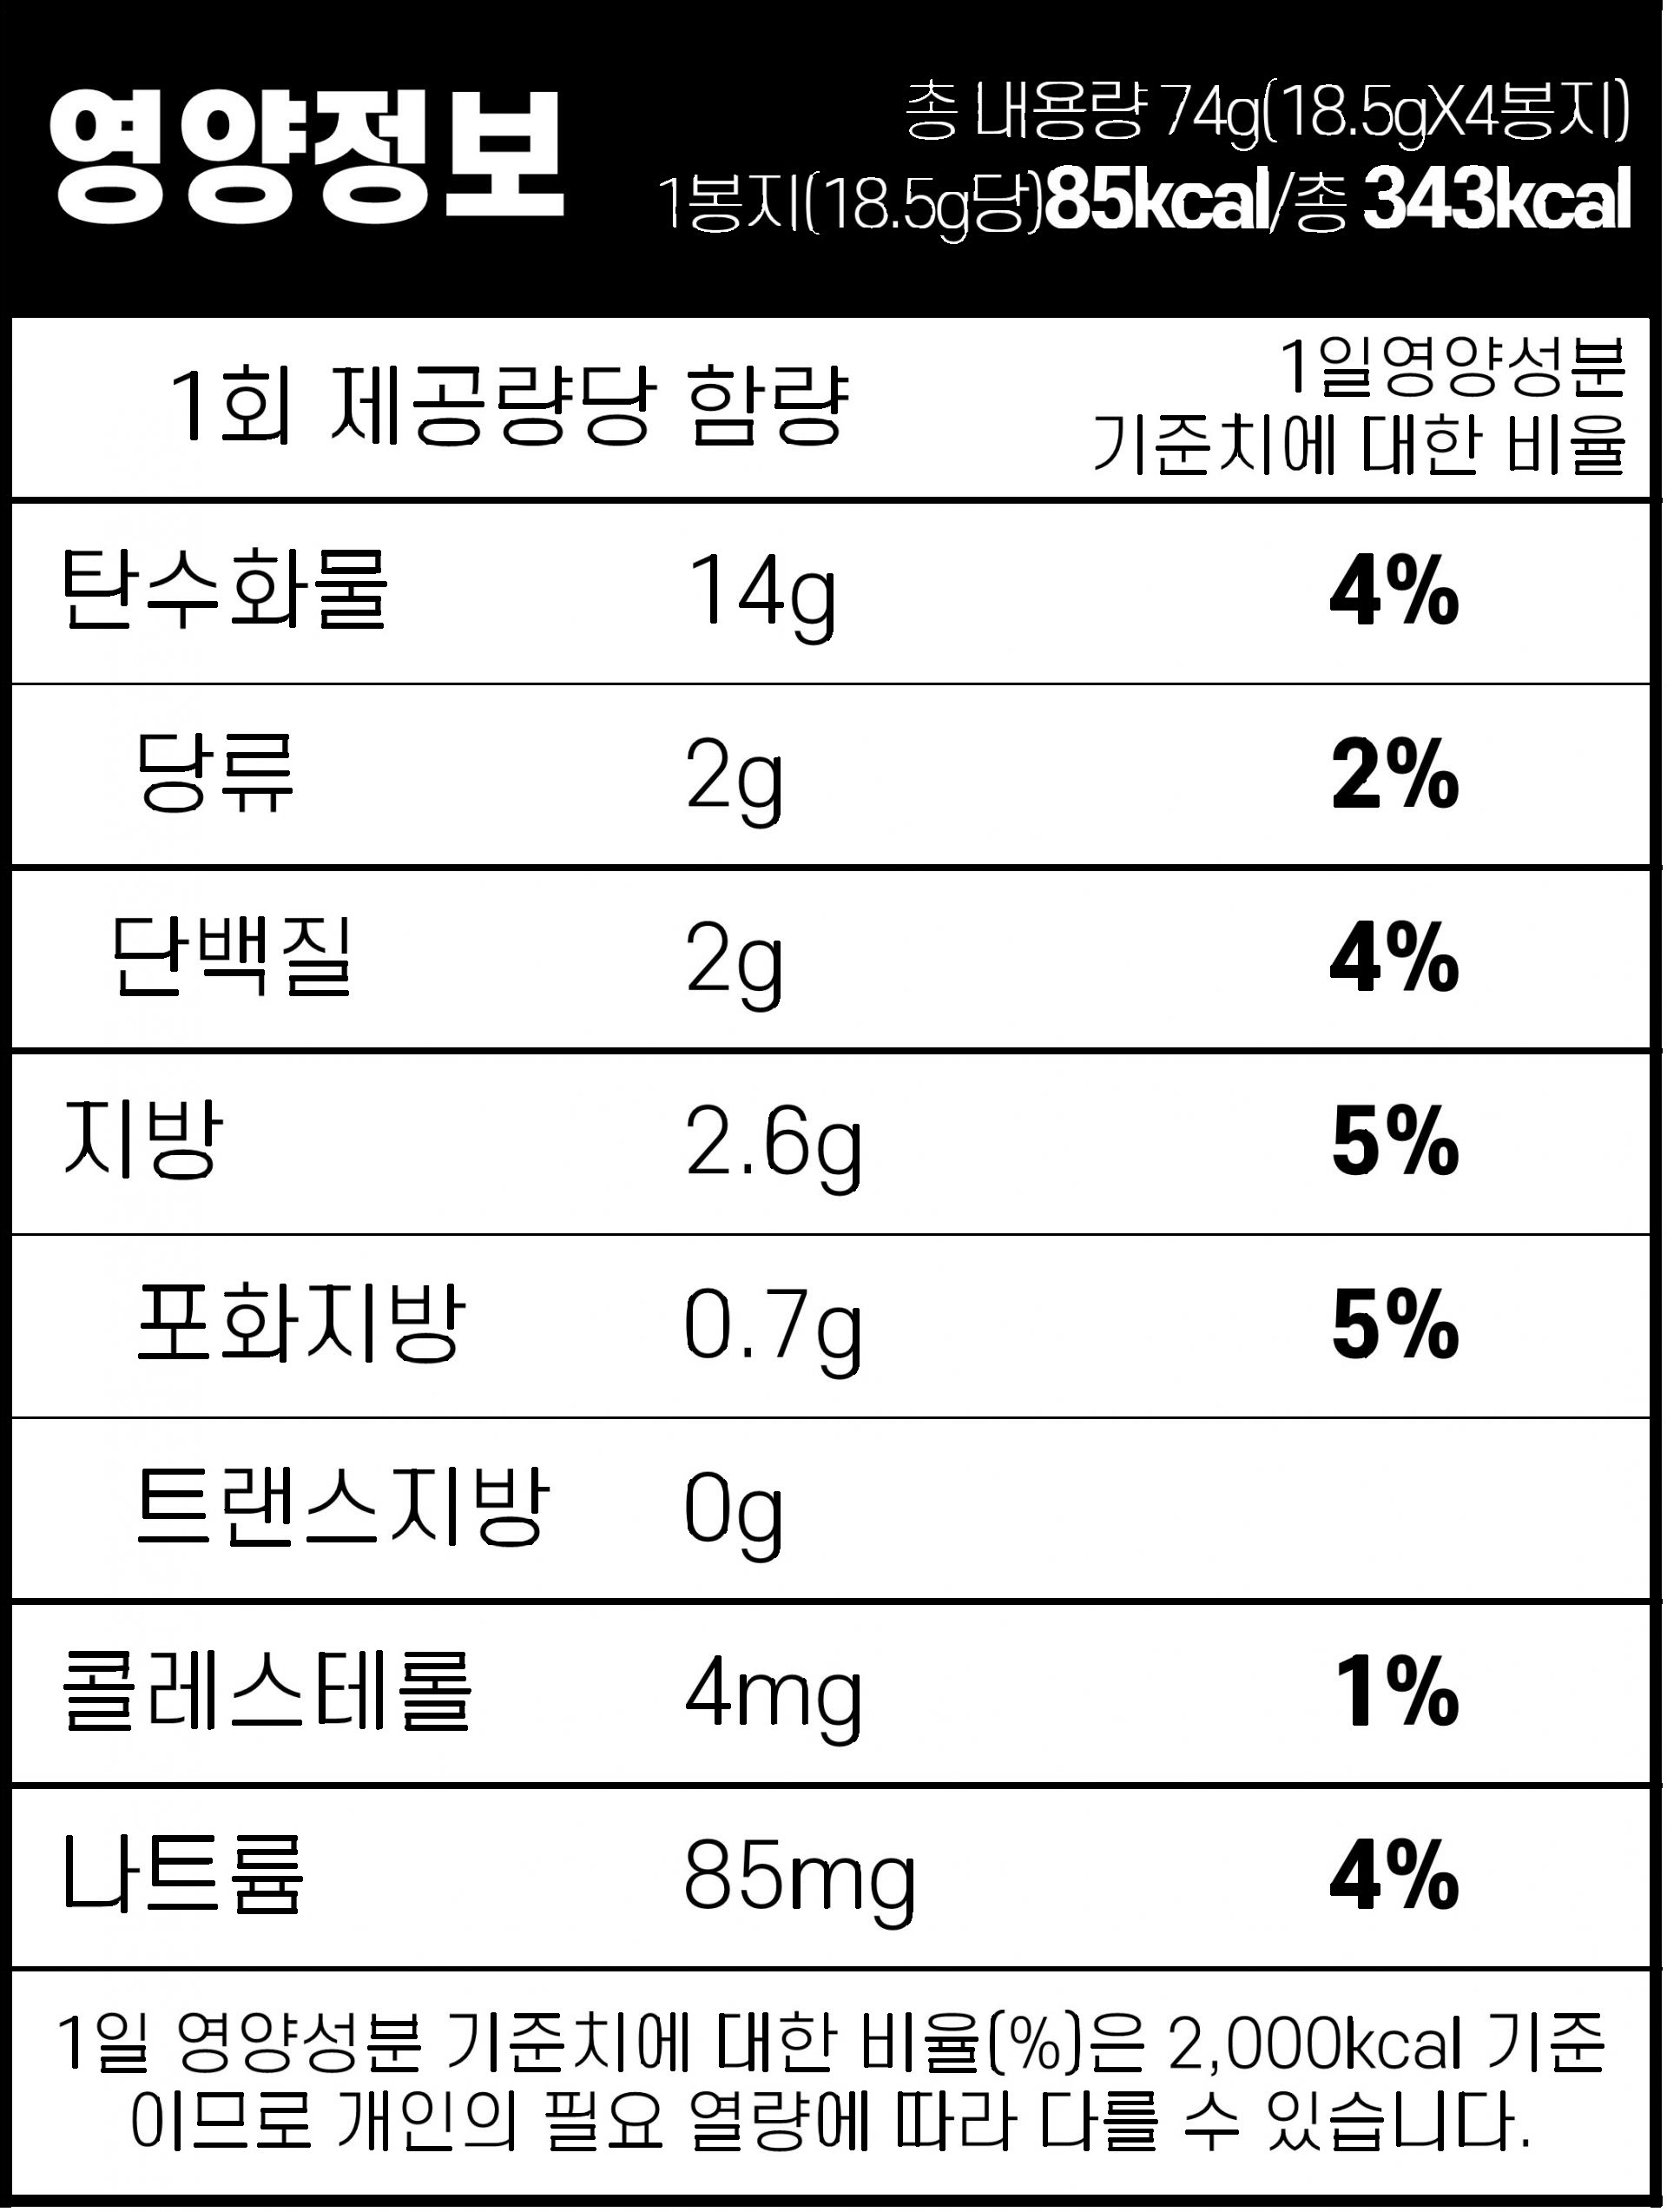 영양정보
총 내용량 74g(18.5gX4봉지)
1봉지(18.5g당)85kcal/총 343kcal
1회 제공량당 함량
1일영양성분
기준치에 대한 비율
탄수화물 14g 4%
당류 2g 2%
단백질 2g 4%
지방 2.6g 5%
포화지방 0.7g 5%
트랜스지방 0g
콜레스테롤 4mg 1%
나트륨 85mg 4%
1일 영양성분 기준치에 대한 비율(%)은 2,000kcal 기준
이므로 개인의 필요 열량에 따라 다를 수 있습니다.